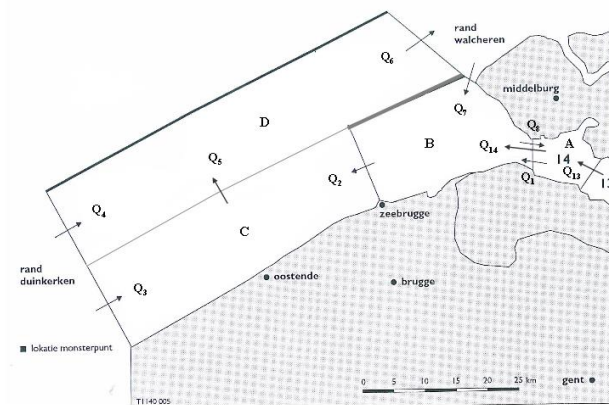 rand
walcheren
Q6
middelburg
Q7
D
Q8
B
Q14
A
14
Q13
Q5
Q2
Q1
Q4
C
zeebrugge
rand
duinkerken
oostende
brugge
Q3
lokatie monsterpunt
gent
0 5 10 15 20 25 km
T1140 005